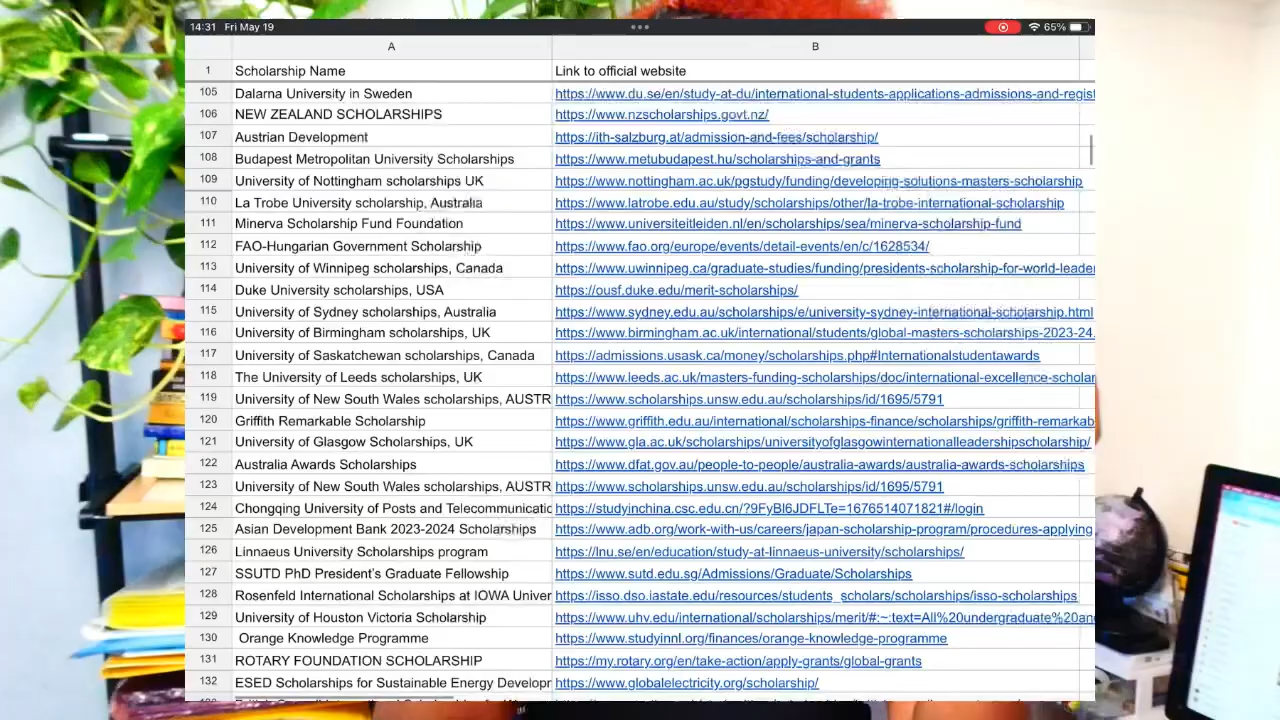 14:31 Fri May 19 65%
A B
1 Scholarship Name Link to official website
105 Dalarna University in Sweden https://www.du.se/en/study-at-du/international-students-applications-admissions-and-regist
106 NEW ZEALAND SCHOLARSHIPS https://www.nzscholarships.govt.nz/
107 Austrian Development https://ith-salzburg.at/admission-and-fees/scholarship/
108 Budapest Metropolitan University Scholarships https://www.metubudapest.hu/scholarships-and-grants
109 University of Nottingham scholarships UK https://www.nottingham.ac.uk/pgstudy/funding/developing-solutions-masters-scholarship
110 La Trobe University scholarship, Australia https://www.latrobe.edu.au/study/scholarships/other/la-trobe-international-scholarship
111 Minerva Scholarship Fund Foundation https://www.universiteitleiden.nl/en/scholarships/sea/minerva-scholarship-fund
112 FAO-Hungarian Government Scholarship https://www.fao.org/europe/events/detail-events/en/c/1628534/
113 University of Winnipeg scholarships, Canada https://www.uwinnipeg.ca/graduate-studies/funding/presidents-scholarship-for-world-leader
114 Duke University scholarships, USA https://ousf.duke.edu/merit-scholarships/
115 University of Sydney scholarships, Australia https://www.sydney.edu.au/scholarships/e/university-sydney-international-scholarship.html
116 University of Birmingham scholarships, UK https://www.birmingham.ac.uk/international/students/global-masters-scholarships-2023-24.
117 University of Saskatchewan scholarships, Canada https://admissions.usask.ca/money/scholarships.php#Internationalstudentawards
118 The University of Leeds scholarships, UK https://www.leeds.ac.uk/masters-funding-scholarships/doc/international-excellence-scholar
119 University of New South Wales scholarships, AUSTR https://www.scholarships.unsw.edu.au/scholarships/id/1695/5791
120 Griffith Remarkable Scholarship https://www.griffith.edu.au/international/scholarships-finance/scholarships/griffith-remarkab
121 University of Glasgow Scholarships, UK https://www.gla.ac.uk/scholarships/universityofglasgowinternationalleadershipscholarship/
122 Australia Awards Scholarships https://www.dfat.gov.au/people-to-people/australia-awards/australia-awards-scholarships
123 University of New South Wales scholarships, AUSTR https://www.scholarships.unsw.edu.au/scholarships/id/1695/5791
124 Chongqing University of Posts and Telecommunicatio https://studyinchina.csc.edu.cn/?9FyBI6JDFLTe=1676514071821#/login
125 Asian Development Bank 2023-2024 Scholarships https://www.adb.org/work-with-us/careers/japan-scholarship-program/procedures-applying
126 Linnaeus University Scholarships program https://lnu.se/en/education/study-at-linnaeus-university/scholarships/
127 SSUTD PhD President's Graduate Fellowship https://www.sutd.edu.sg/Admissions/Graduate/Scholarships
128 Rosenfeld International Scholarships at IOWA Univer https://isso.dso.iastate.edu/resources/students_scholars/scholarships/isso-scholarships
129 University of Houston Victoria Scholarship https://www.uhv.edu/international/scholarships/merit/#:~:text=All%20undergraduate%20an
130 Orange Knowledge Programme https://www.studyinnl.org/finances/orange-knowledge-programme
131 ROTARY FOUNDATION SCHOLARSHIP https://my.rotary.org/en/take-action/apply-grants/global-grants
132 ESED Scholarships for Sustainable Energy Developr https://www.globalelectricity.org/scholarship/